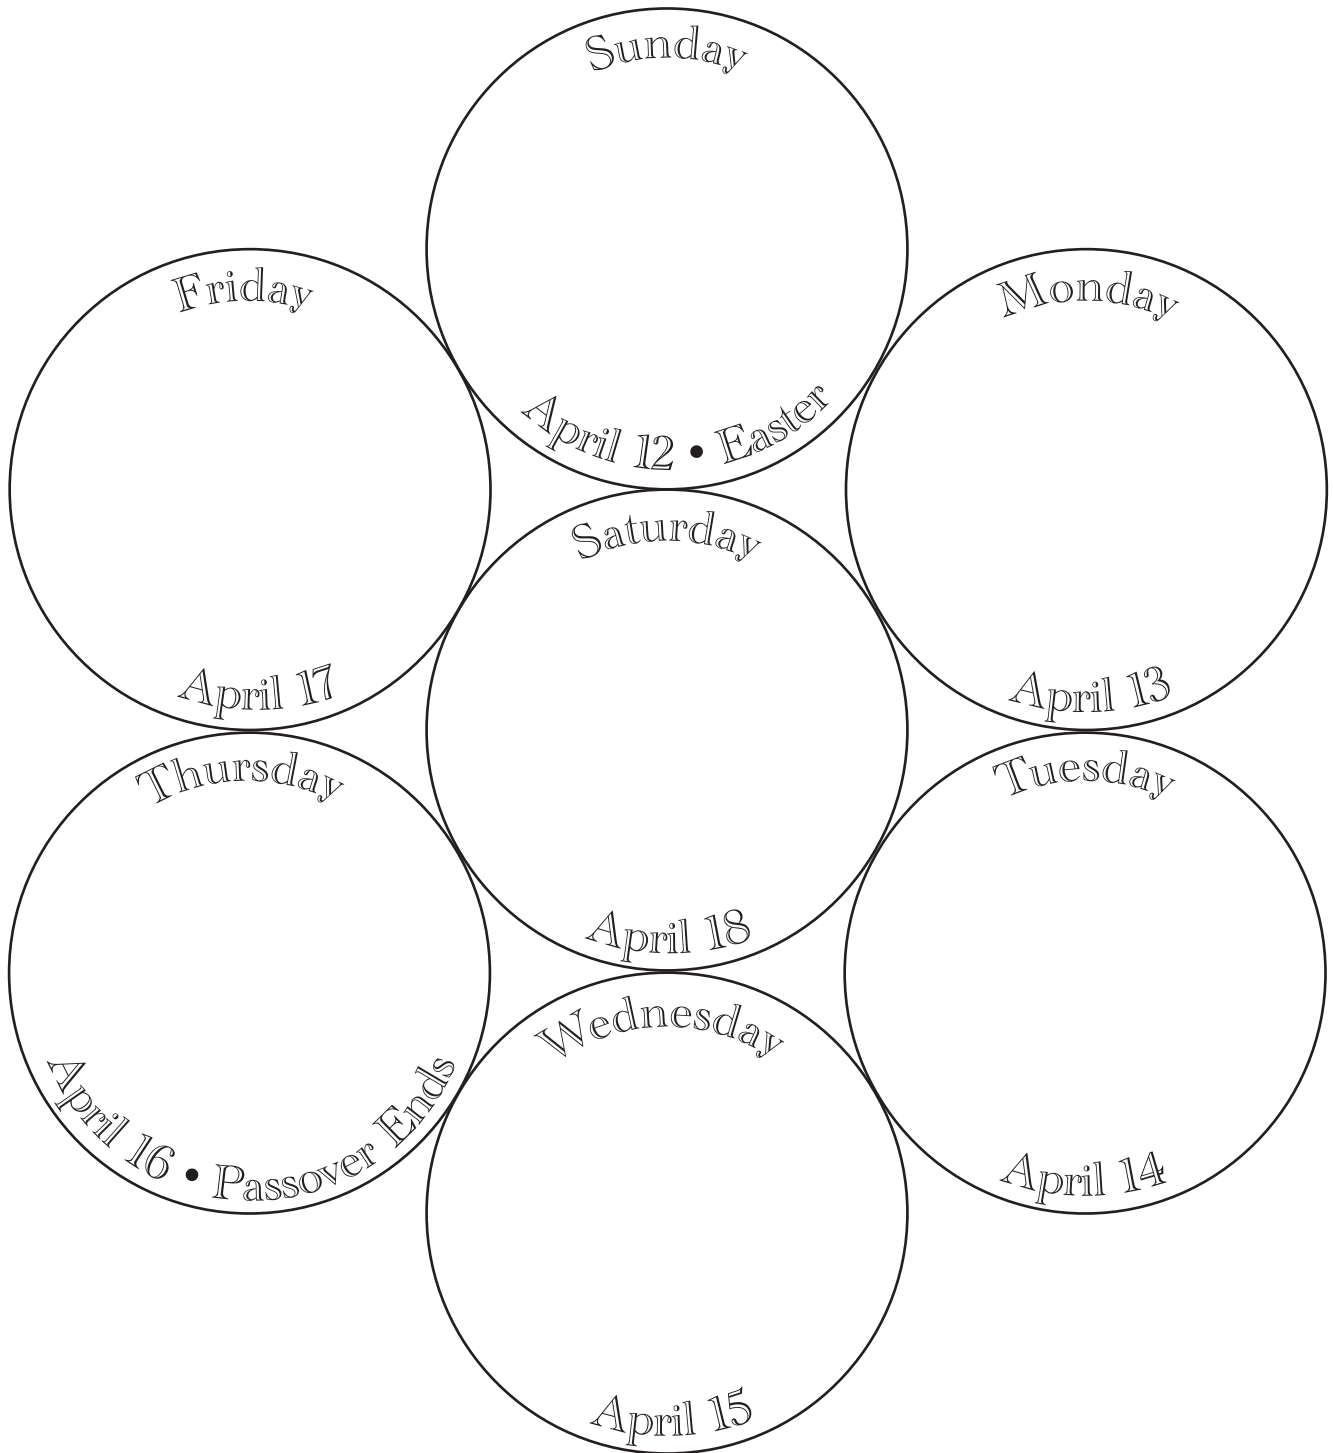 Sunday
April 12 • Easter
Friday
April 17
Monday
April 13
Saturday
April 18
Thursday
April 16 • Passover Ends
Tuesday
April 14
Wednesday
April 15